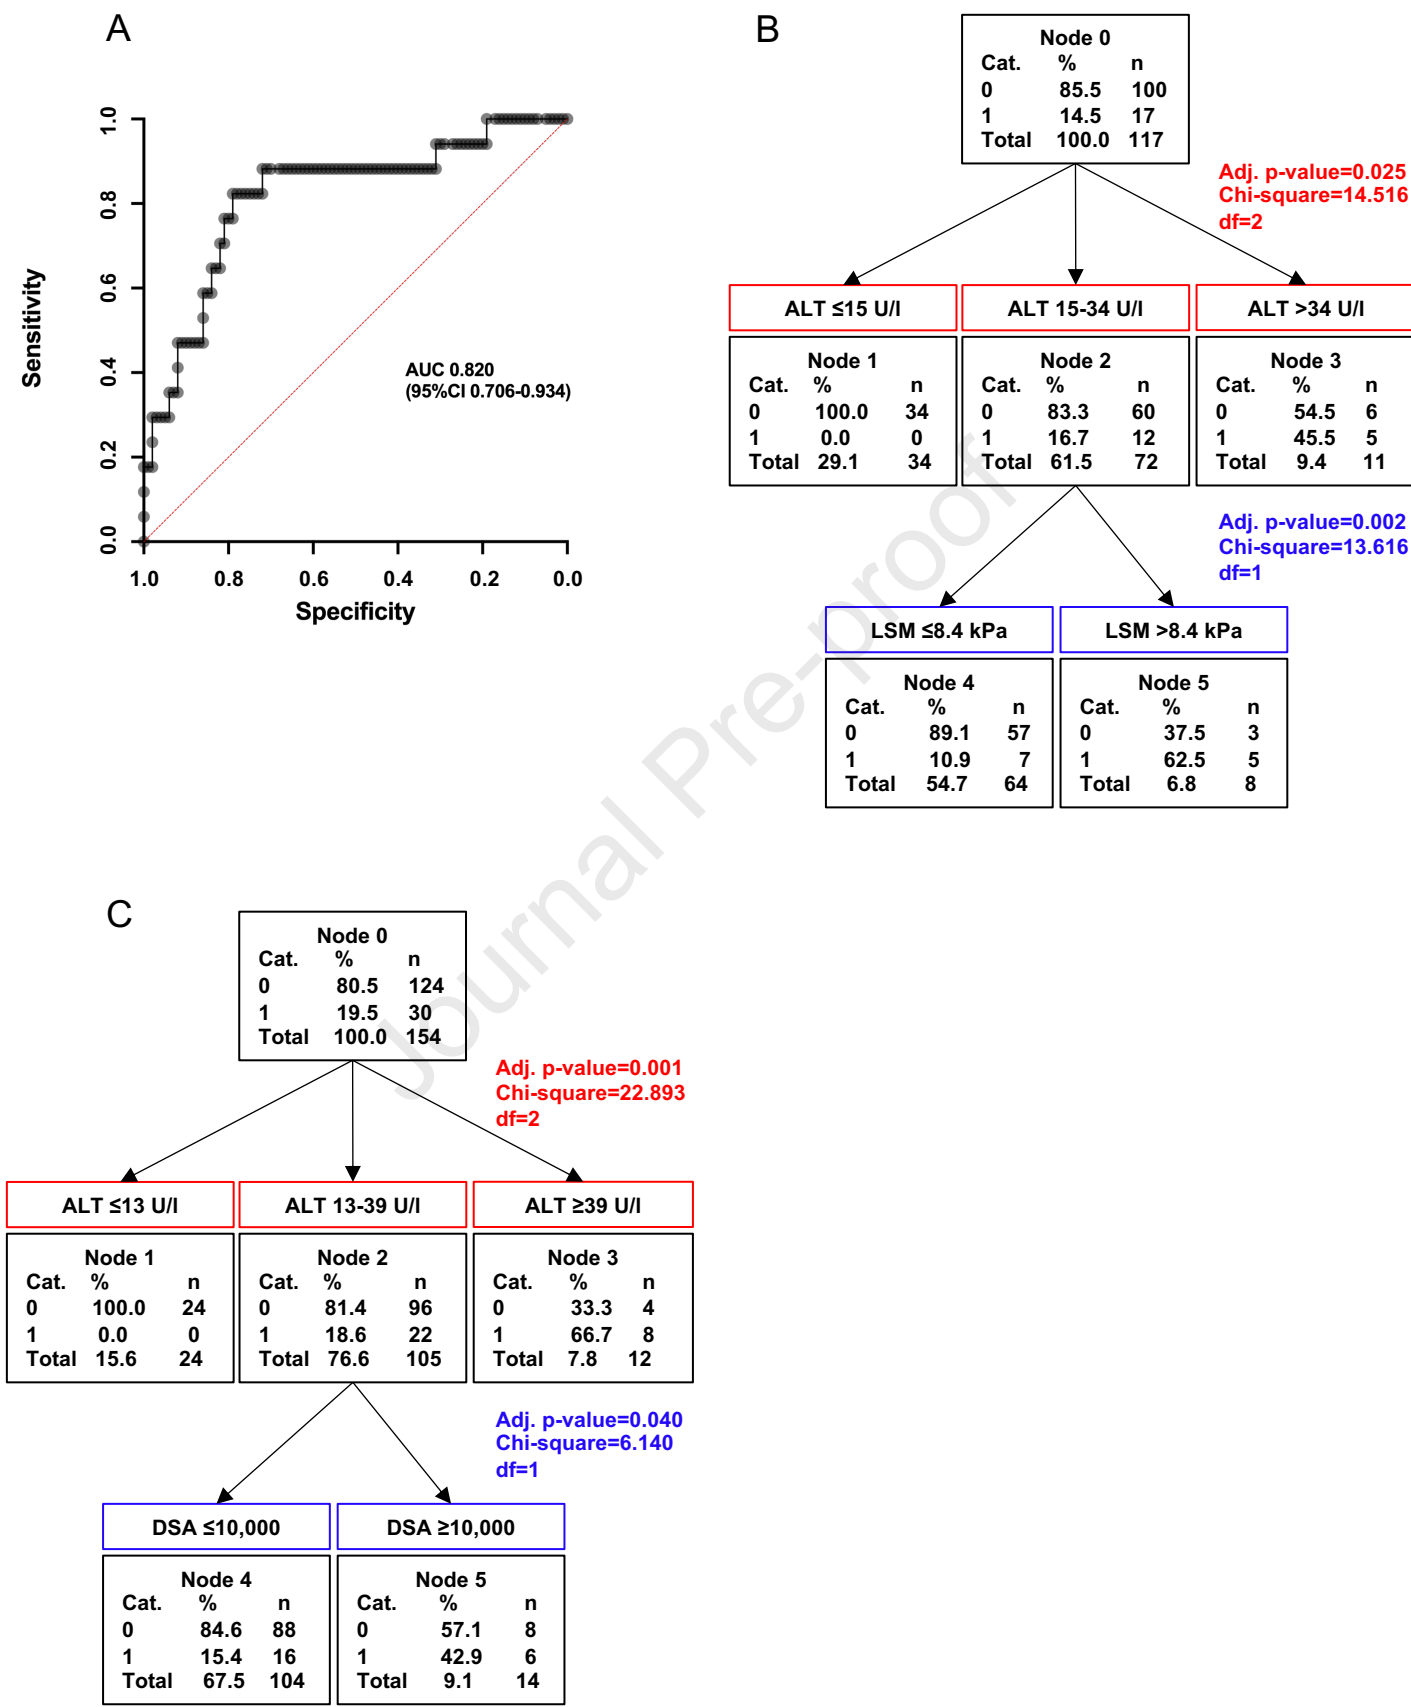 A
1.0
0.8
0.6
0.4
0.2
0.0
Sensitivity
1.0 0.8 0.6 0.4 0.2 0.0
Specificity
AUC 0.820
(95%CI 0.706-0.934)
B
Node 0
Cat. % n
0 85.5 100
1 14.5 17
Total 100.0 117
Adj. p-value=0.025
Chi-square=14.516
df=2
ALT ≤15 U/l
ALT 15-34 U/l
ALT >34 U/l
Node 1
Cat. % n
0 100.0 34
1 0.0 0
Total 29.1 34
Node 2
Cat. % n
0 83.3 60
1 16.7 12
Total 61.5 72
Node 3
Cat. % n
0 54.5 6
1 45.5 5
Total 9.4 11
Adj. p-value=0.002
Chi-square=13.616
df=1
LSM ≤8.4 kPa
LSM >8.4 kPa
Node 4
Cat. % n
0 89.1 57
1 10.9 7
Total 54.7 64
Node 5
Cat. % n
0 37.5 3
1 62.5 5
Total 6.8 8
Journal Pre-proof
C
Node 0
Cat. % n
0 80.5 124
1 19.5 30
Total 100.0 154
Adj. p-value=0.001
Chi-square=22.893
df=2
ALT ≤13 U/l
ALT 13-39 U/l
ALT ≥39 U/l
Node 1
Cat. % n
0 100.0 24
1 0.0 0
Total 15.6 24
Node 2
Cat. % n
0 81.4 96
1 18.6 22
Total 76.6 105
Node 3
Cat. % n
0 33.3 4
1 66.7 8
Total 7.8 12
Adj. p-value=0.040
Chi-square=6.140
df=1
DSA ≤10,000
DSA ≥10,000
Node 4
Cat. % n
0 84.6 88
1 15.4 16
Total 67.5 104
Node 5
Cat. % n
0 57.1 8
1 42.9 6
Total 9.1 14